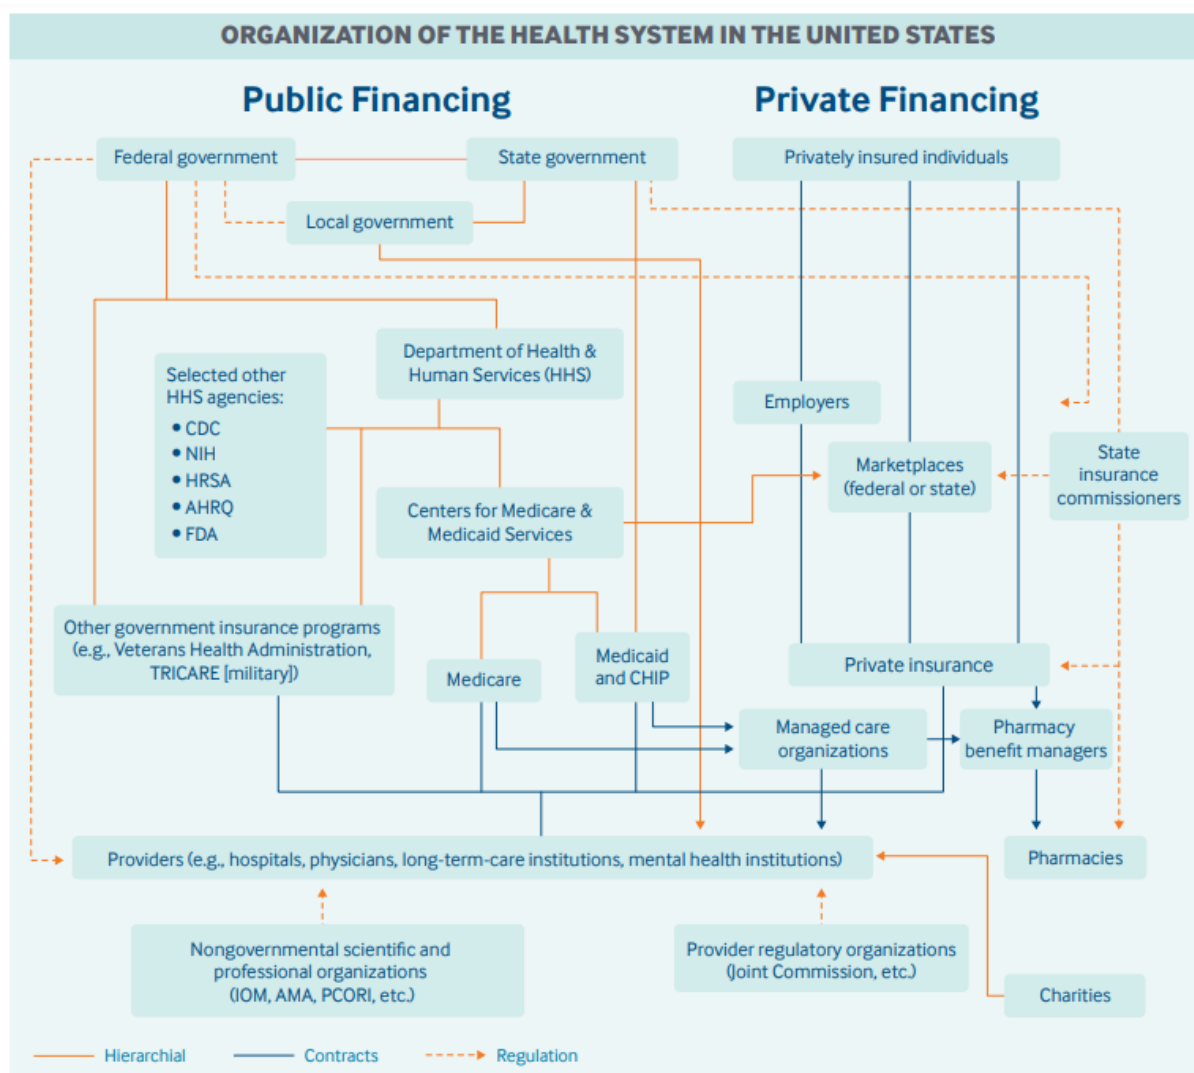 ORGANIZATION OF THE HEALTH SYSTEM IN THE UNITED STATES
Public Financing
Private Financing
Federal government
State government
Privately insured individuals
Local government
Department of Health &
Human Services (HHS)
Selected other
HHS agencies:
• CDC
• NIH
• HRSA
• AHRQ
• FDA
Employers
Marketplaces
(federal or state)
State
insurance
commissioners
Centers for Medicare &
Medicaid Services
Other government insurance programs
(e.g., Veterans Health Administration,
TRICARE [military])
Medicare
Medicaid
and CHIP
Private insurance
Managed care
organizations
Pharmacy
benefit managers
Providers (e.g., hospitals, physicians, long-term-care institutions, mental health institutions)
Pharmacies
Nongovernmental scientific and
professional organizations
(IOM, AMA, PCORI, etc.)
Provider regulatory organizations
(Joint Commission, etc.)
Charities
Hierarchial
Contracts
Regulation